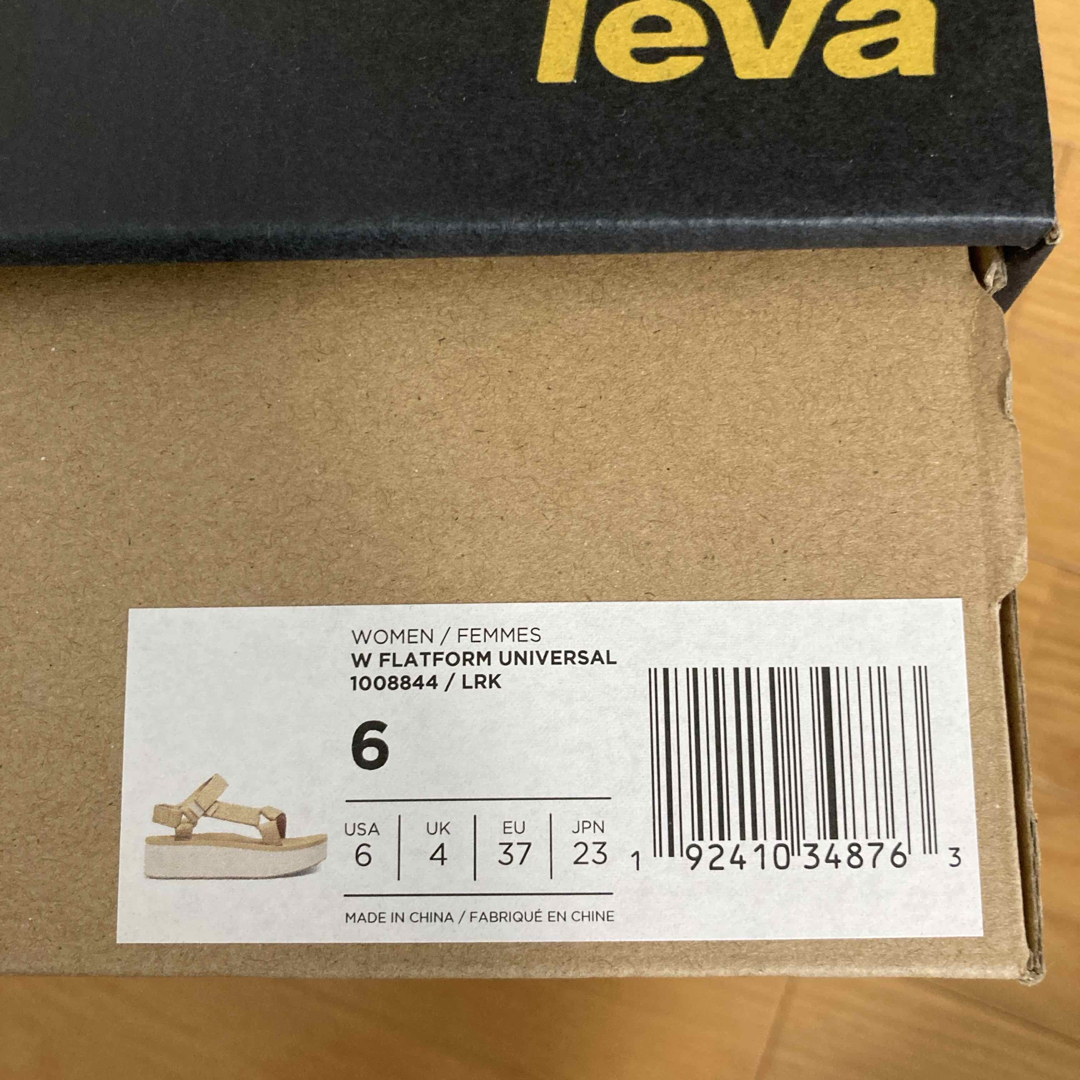 Teva
WOMEN / FEMMES
W FLATFORM UNIVERSAL
1008844 / LRK
6
USA UK EU JPN
6 4 37 23
MADE IN CHINA / FABRIQUÉ EN CHINE
1 92410 34876 3